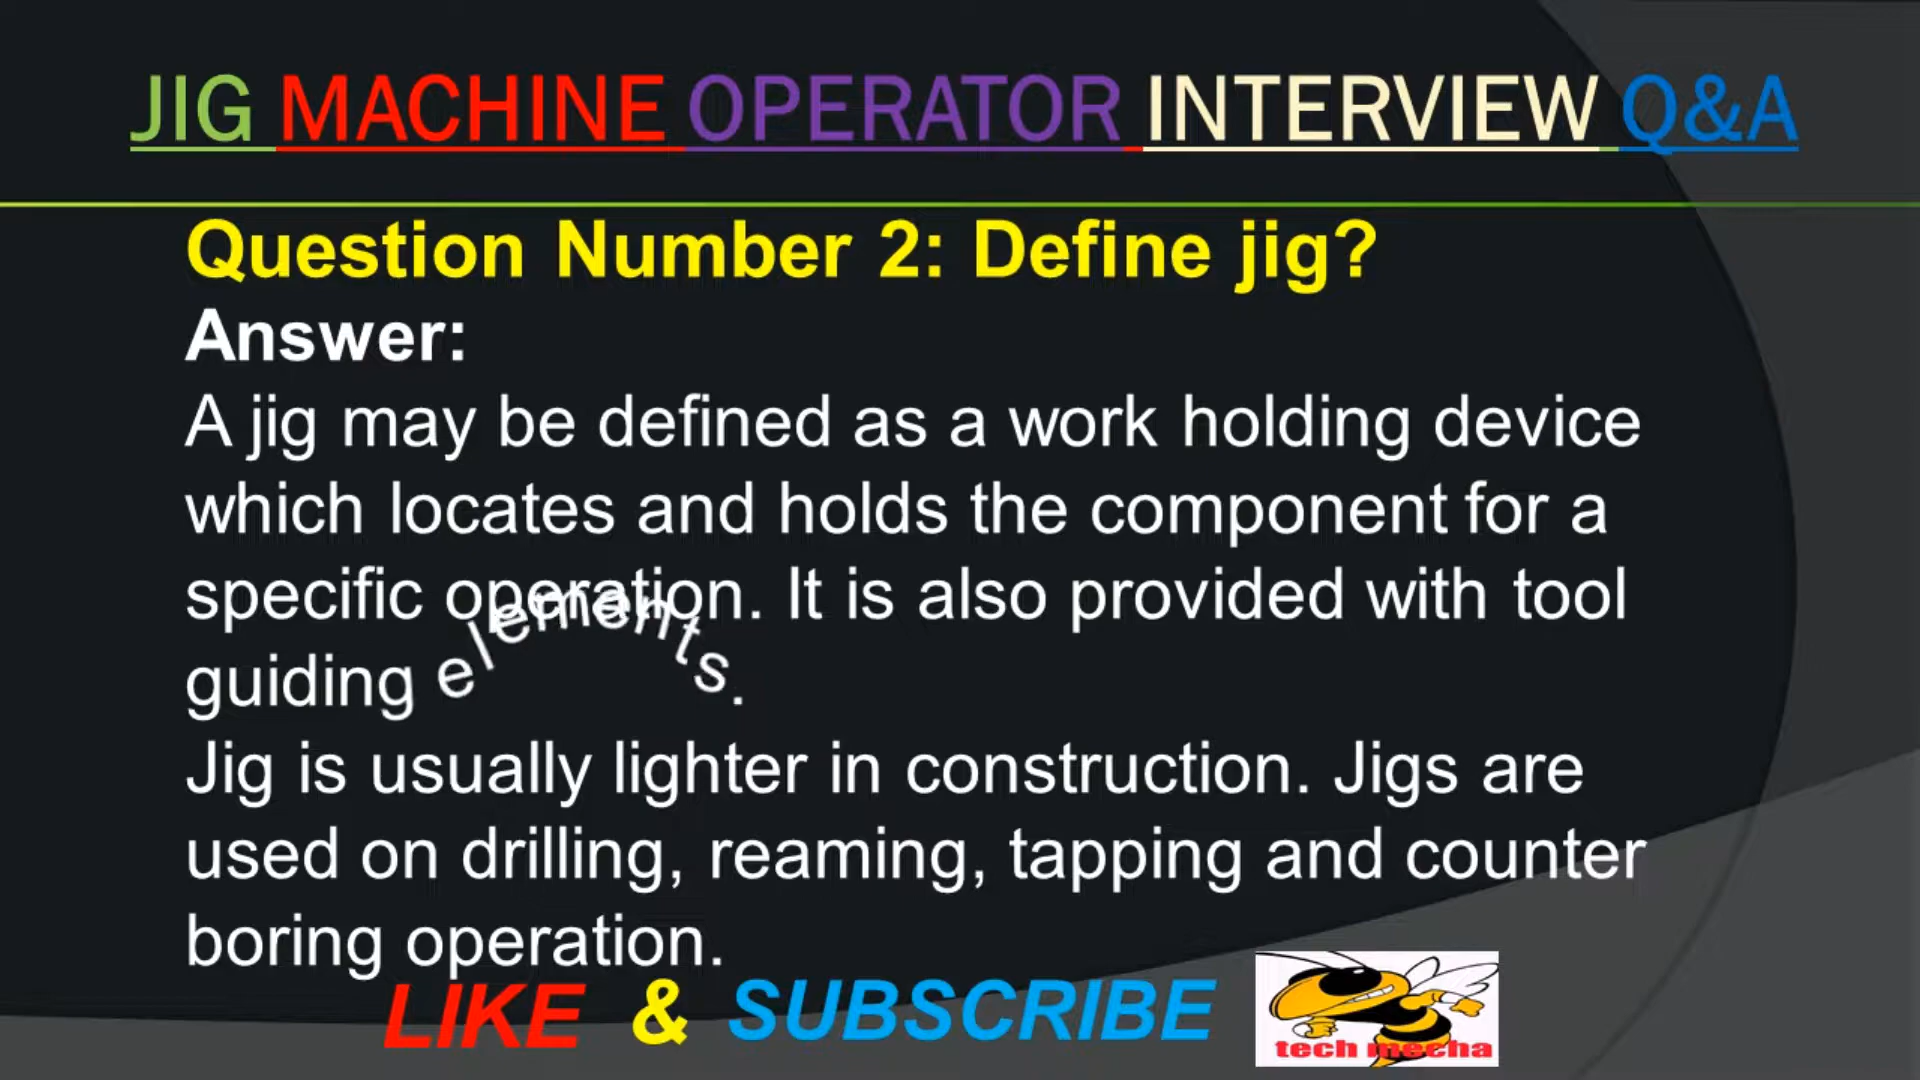 JIG MACHINE OPERATOR INTERVIEW Q&A
Question Number 2: Define jig?
Answer:
A jig may be defined as a work holding device
which locates and holds the component for a
specific operation. It is also provided with tool
guiding elements.
Jig is usually lighter in construction. Jigs are
used on drilling, reaming, tapping and counter
boring operation.
LIKE & SUBSCRIBE
tech mecha